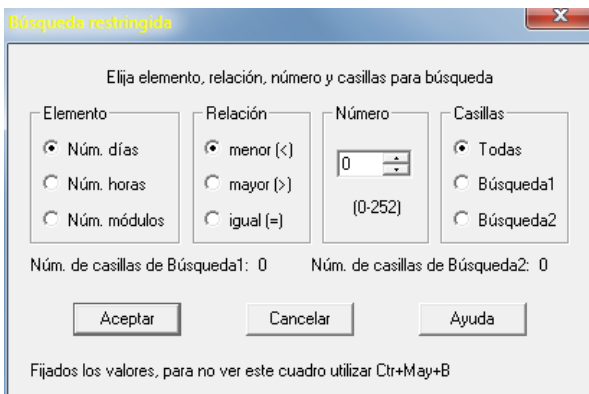 Búsqueda restringida
Elija elemento, relación, número y casillas para búsqueda
Elemento Relación Número Casillas
Núm. días menor (<) 0 Todas
Núm. horas mayor (>) Búsqueda1
Núm. módulos igual (=) (0-252) Búsqueda2
Núm. de casillas de Búsqueda1: 0 Núm. de casillas de Búsqueda2: 0
Aceptar Cancelar Ayuda
Fijados los valores, para no ver este cuadro utilizar Ctr+May+B